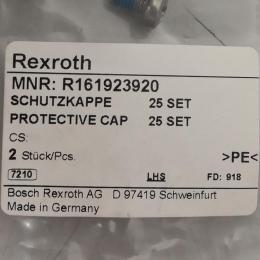 Rexroth
MNR: R161923920
SCHUTZKAPPE 25 SET
PROTECTIVE CAP 25 SET
CS:
2 Stück/Pcs. >PE<
7210 LHS FD: 918
Bosch Rexroth AG D 97419 Schweinfurt
Made in Germany